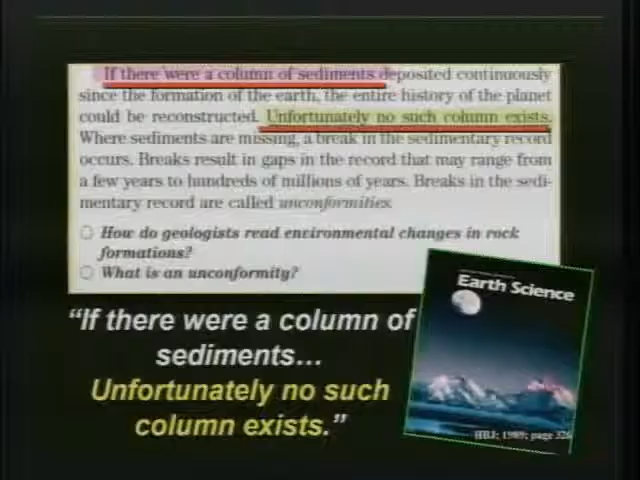 If there were a column of sediments deposited continuously
since the formation of the earth, the entire history of the planet
could be reconstructed. Unfortunately no such column exists.
Where sediments are missing, a break in the sedimentary record
occurs. Breaks result in gaps in the record that may range from
a few years to hundreds of millions of years. Breaks in the sedi-
mentary record are called unconformities.
○ How do geologists read environmental changes in rock
formations?
○ What is an unconformity?
Earth Science
"If there were a column of
sediments...
Unfortunately no such
column exists."
HBJ; 1989; page 326